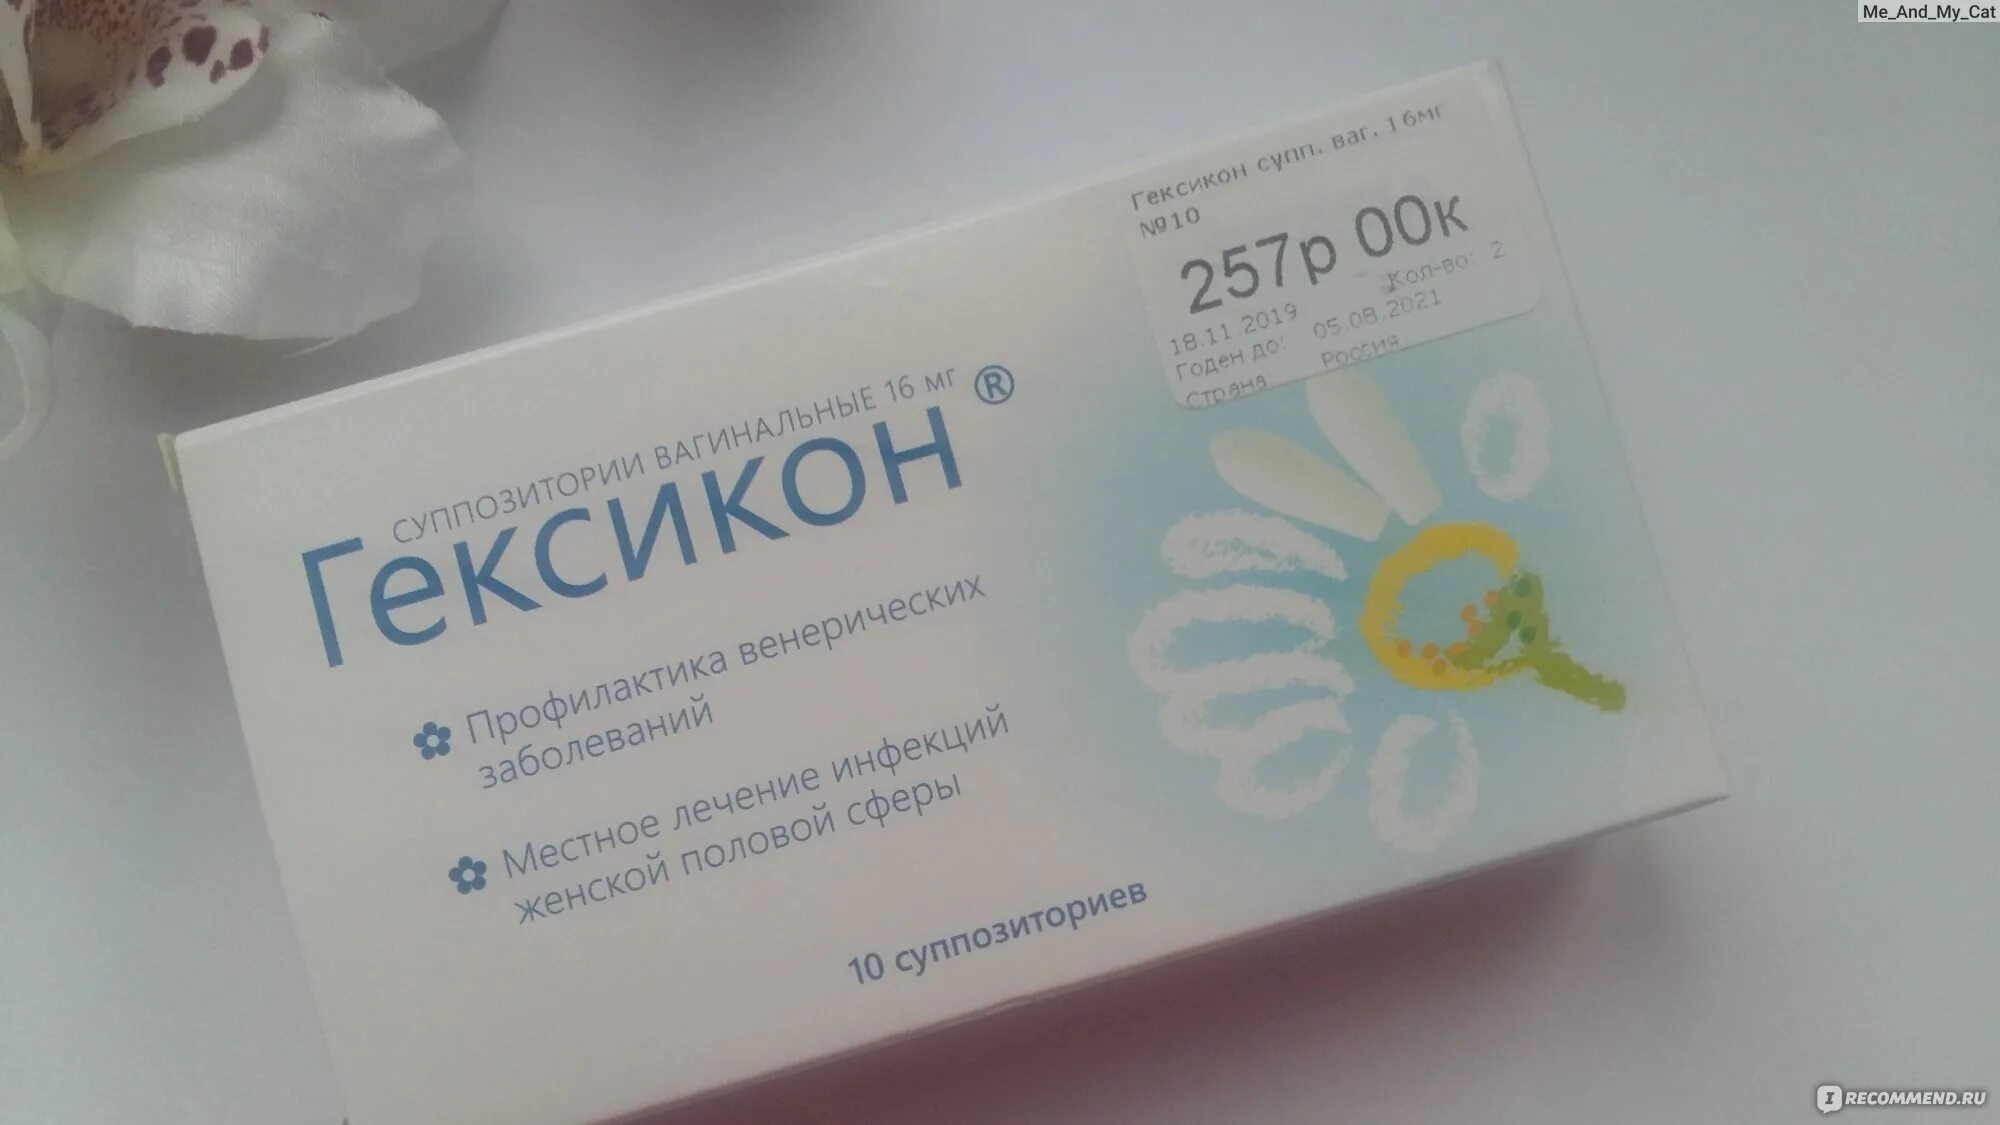 Me_And_My_Cat
Гексикон супп. ваг. 16мг
№10
257р 00к
Кол-во: 2
18.11.2019
Годен до: 05.08.2021
Страна: Россия
СУППОЗИТОРИИ ВАГИНАЛЬНЫЕ 16 мг
Гексикон ®
Профилактика венерических
заболеваний
Местное лечение инфекций
женской половой сферы
10 суппозиториев
IRECOMMEND.RU